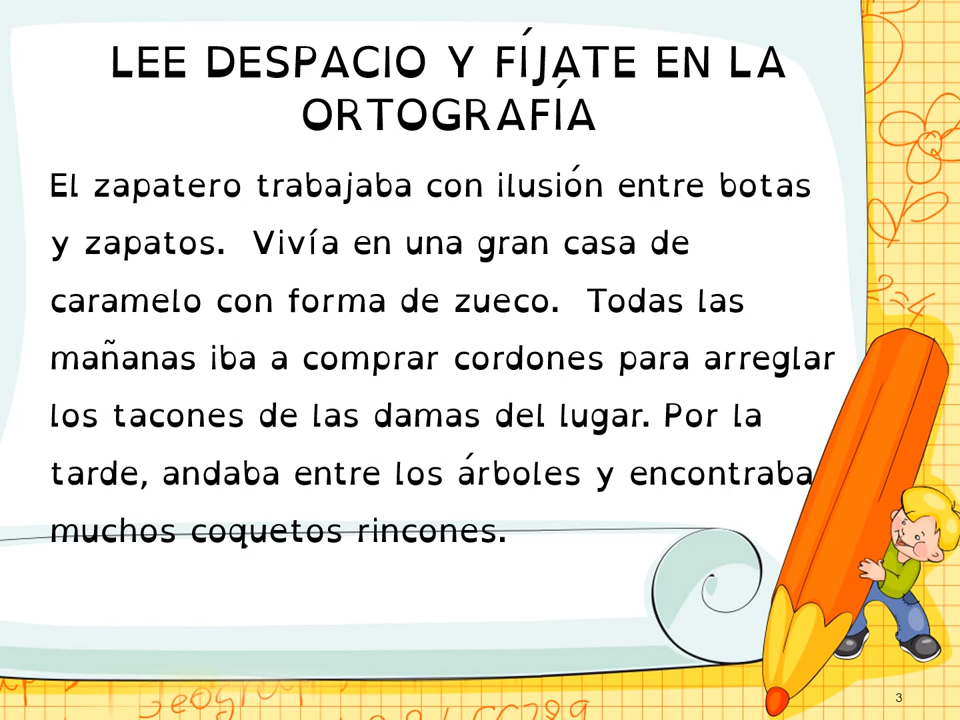 LEE DESPACIO Y FÍJATE EN LA
ORTOGRAFÍA
El zapatero trabajaba con ilusión entre botas
y zapatos.  Vivía en una gran casa de
caramelo con forma de zueco.  Todas las
mañanas iba a comprar cordones para arreglar
los tacones de las damas del lugar. Por la
tarde, andaba entre los árboles y encontraba
muchos coquetos rincones.
3